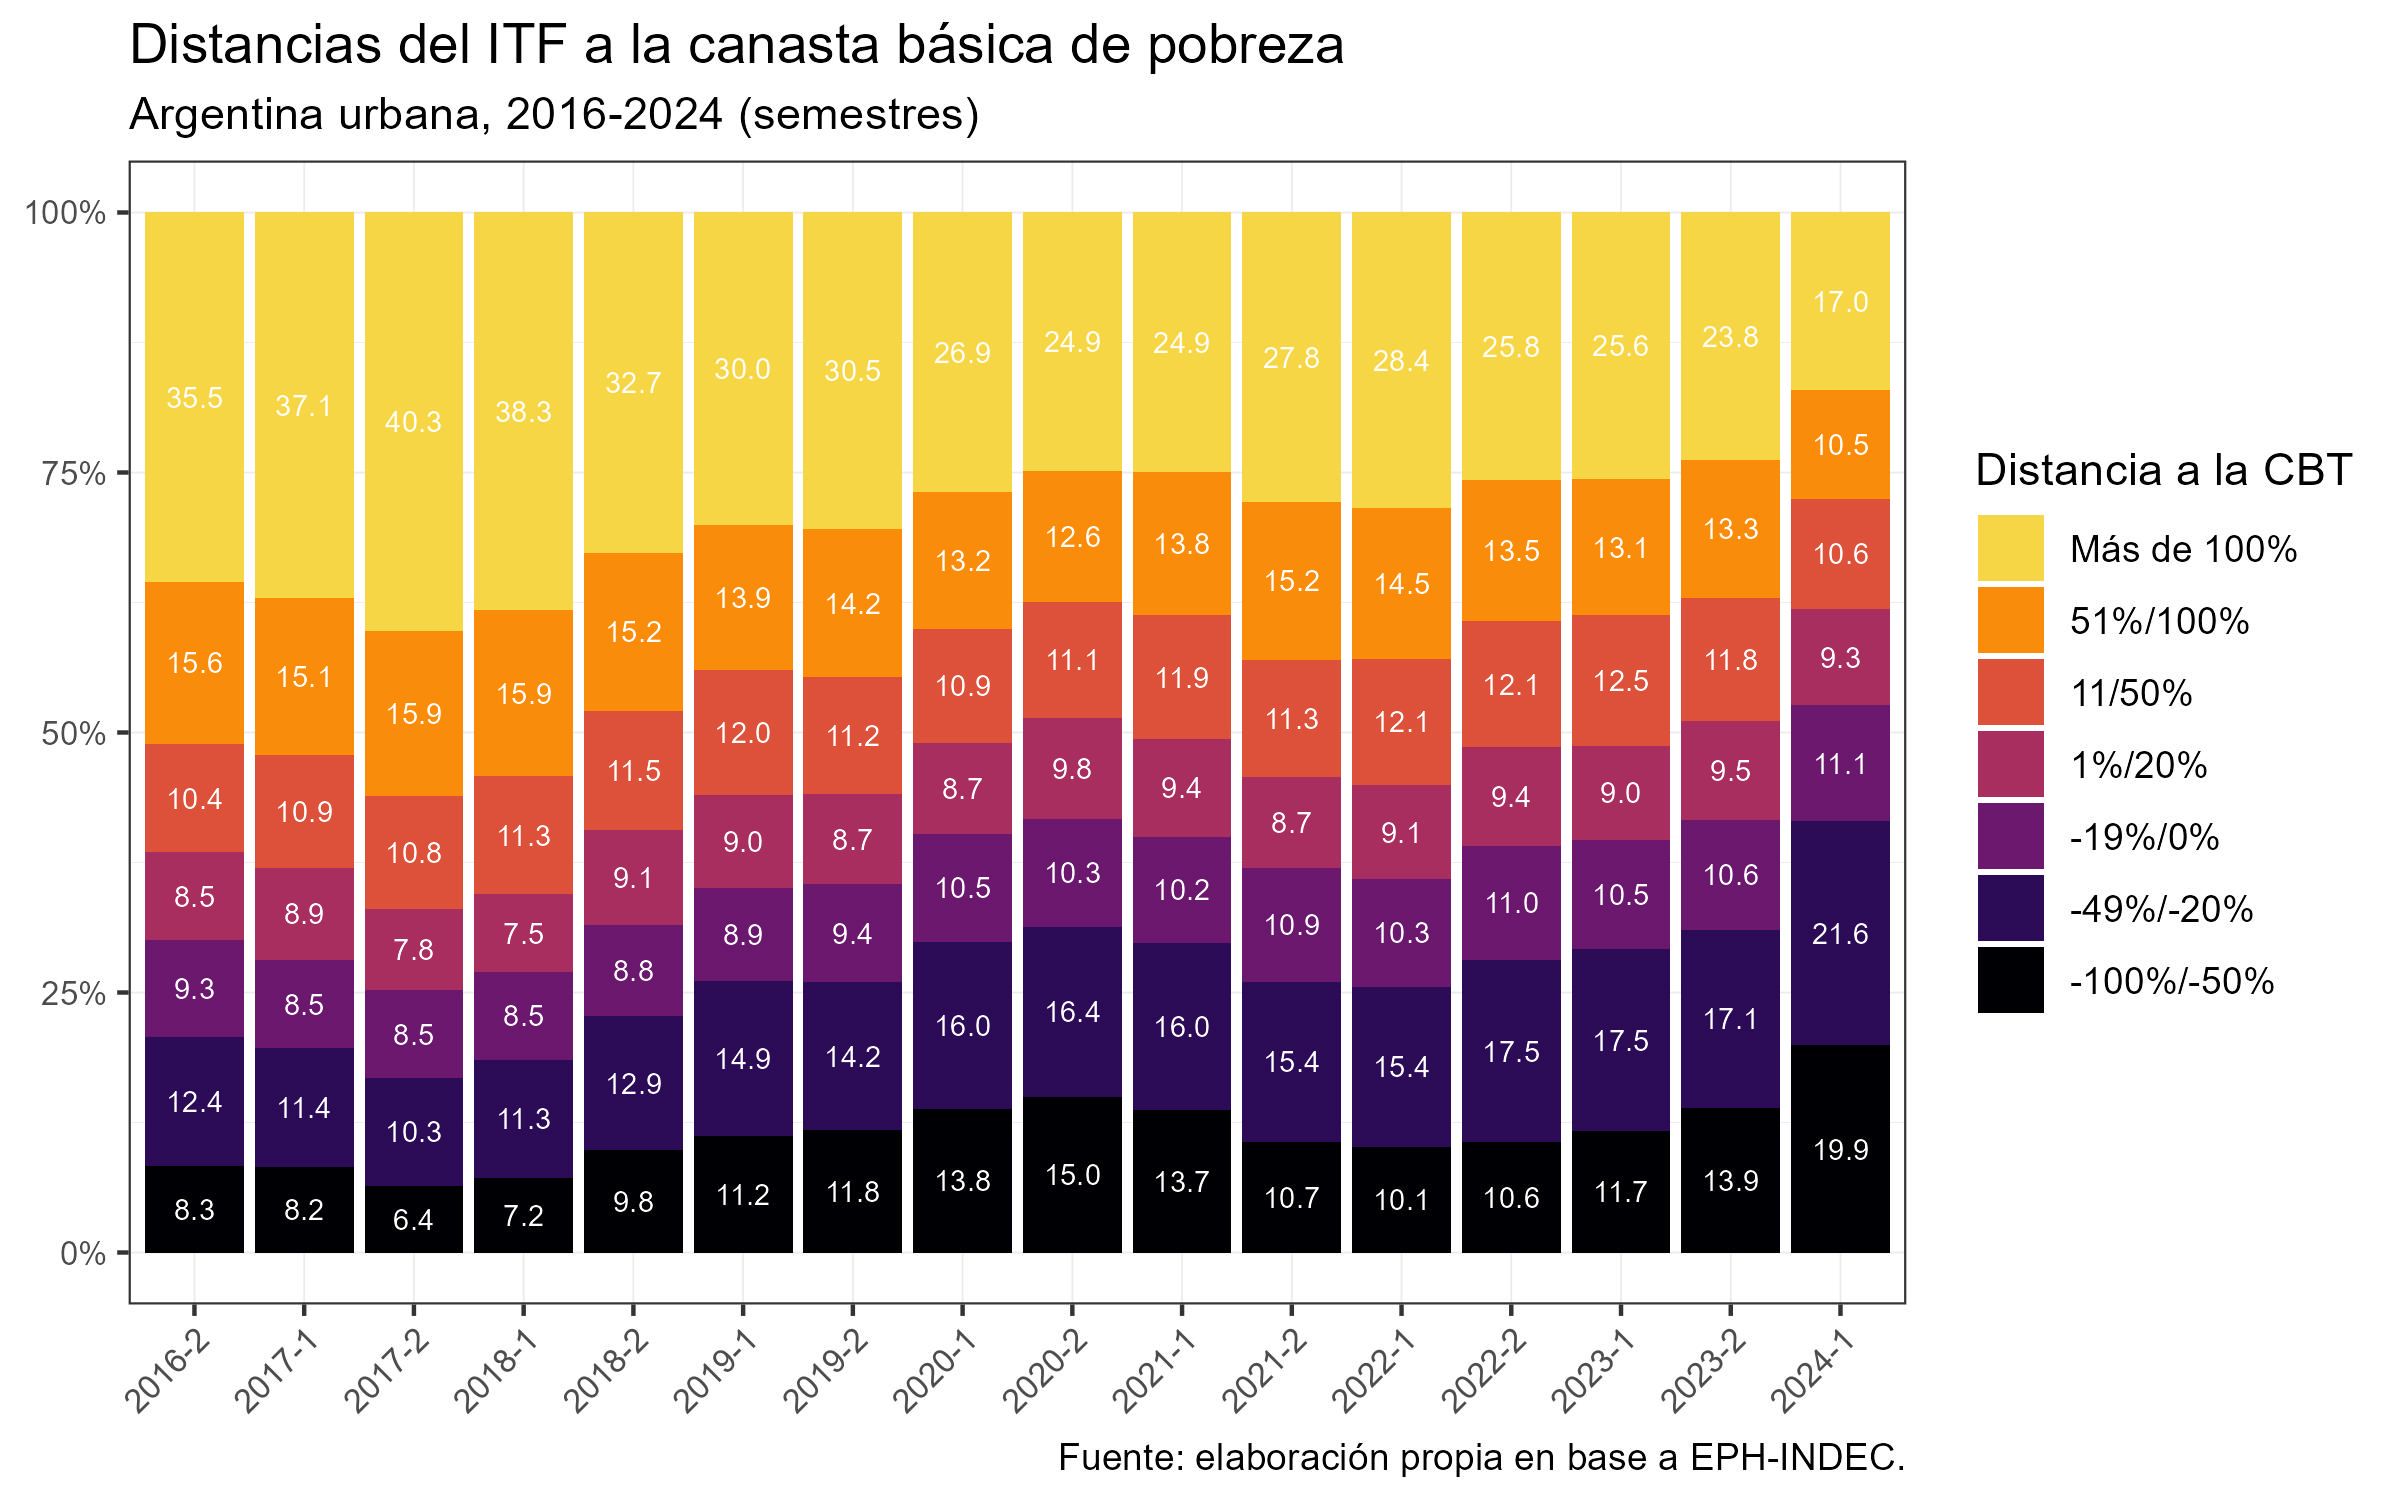 Distancias del ITF a la canasta básica de pobreza
Argentina urbana, 2016-2024 (semestres)
100%
75%
50%
25%
0%
35.5 37.1 40.3 38.3 32.7 30.0 30.5 26.9 24.9 24.9 27.8 28.4 25.8 25.6 23.8 17.0
15.6 15.1 15.9 15.9 15.2 13.9 14.2 13.2 12.6 13.8 15.2 14.5 13.5 13.1 13.3 10.5
10.4 10.9 10.8 11.3 11.5 12.0 11.2 10.9 11.1 11.9 11.3 12.1 12.1 12.5 11.8 10.6
8.5 8.9 7.8 7.5 9.1 9.0 8.7 8.7 9.8 9.4 8.7 9.1 9.4 9.0 9.5 9.3
9.3 8.5 8.5 8.5 8.8 8.9 9.4 10.5 10.3 10.2 10.9 10.3 11.0 10.5 10.6 11.1
12.4 11.4 10.3 11.3 12.9 14.9 14.2 16.0 16.4 16.0 15.4 15.4 17.5 17.5 17.1 21.6
8.3 8.2 6.4 7.2 9.8 11.2 11.8 13.8 15.0 13.7 10.7 10.1 10.6 11.7 13.9 19.9
2016-2 2017-1 2017-2 2018-1 2018-2 2019-1 2019-2 2020-1 2020-2 2021-1 2021-2 2022-1 2022-2 2023-1 2023-2 2024-1
Distancia a la CBT
Más de 100%
51%/100%
11/50%
1%/20%
-19%/0%
-49%/-20%
-100%/-50%
Fuente: elaboración propia en base a EPH-INDEC.